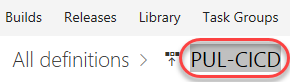 Builds Releases Library Task Groups
All definitions > PUL-CICD